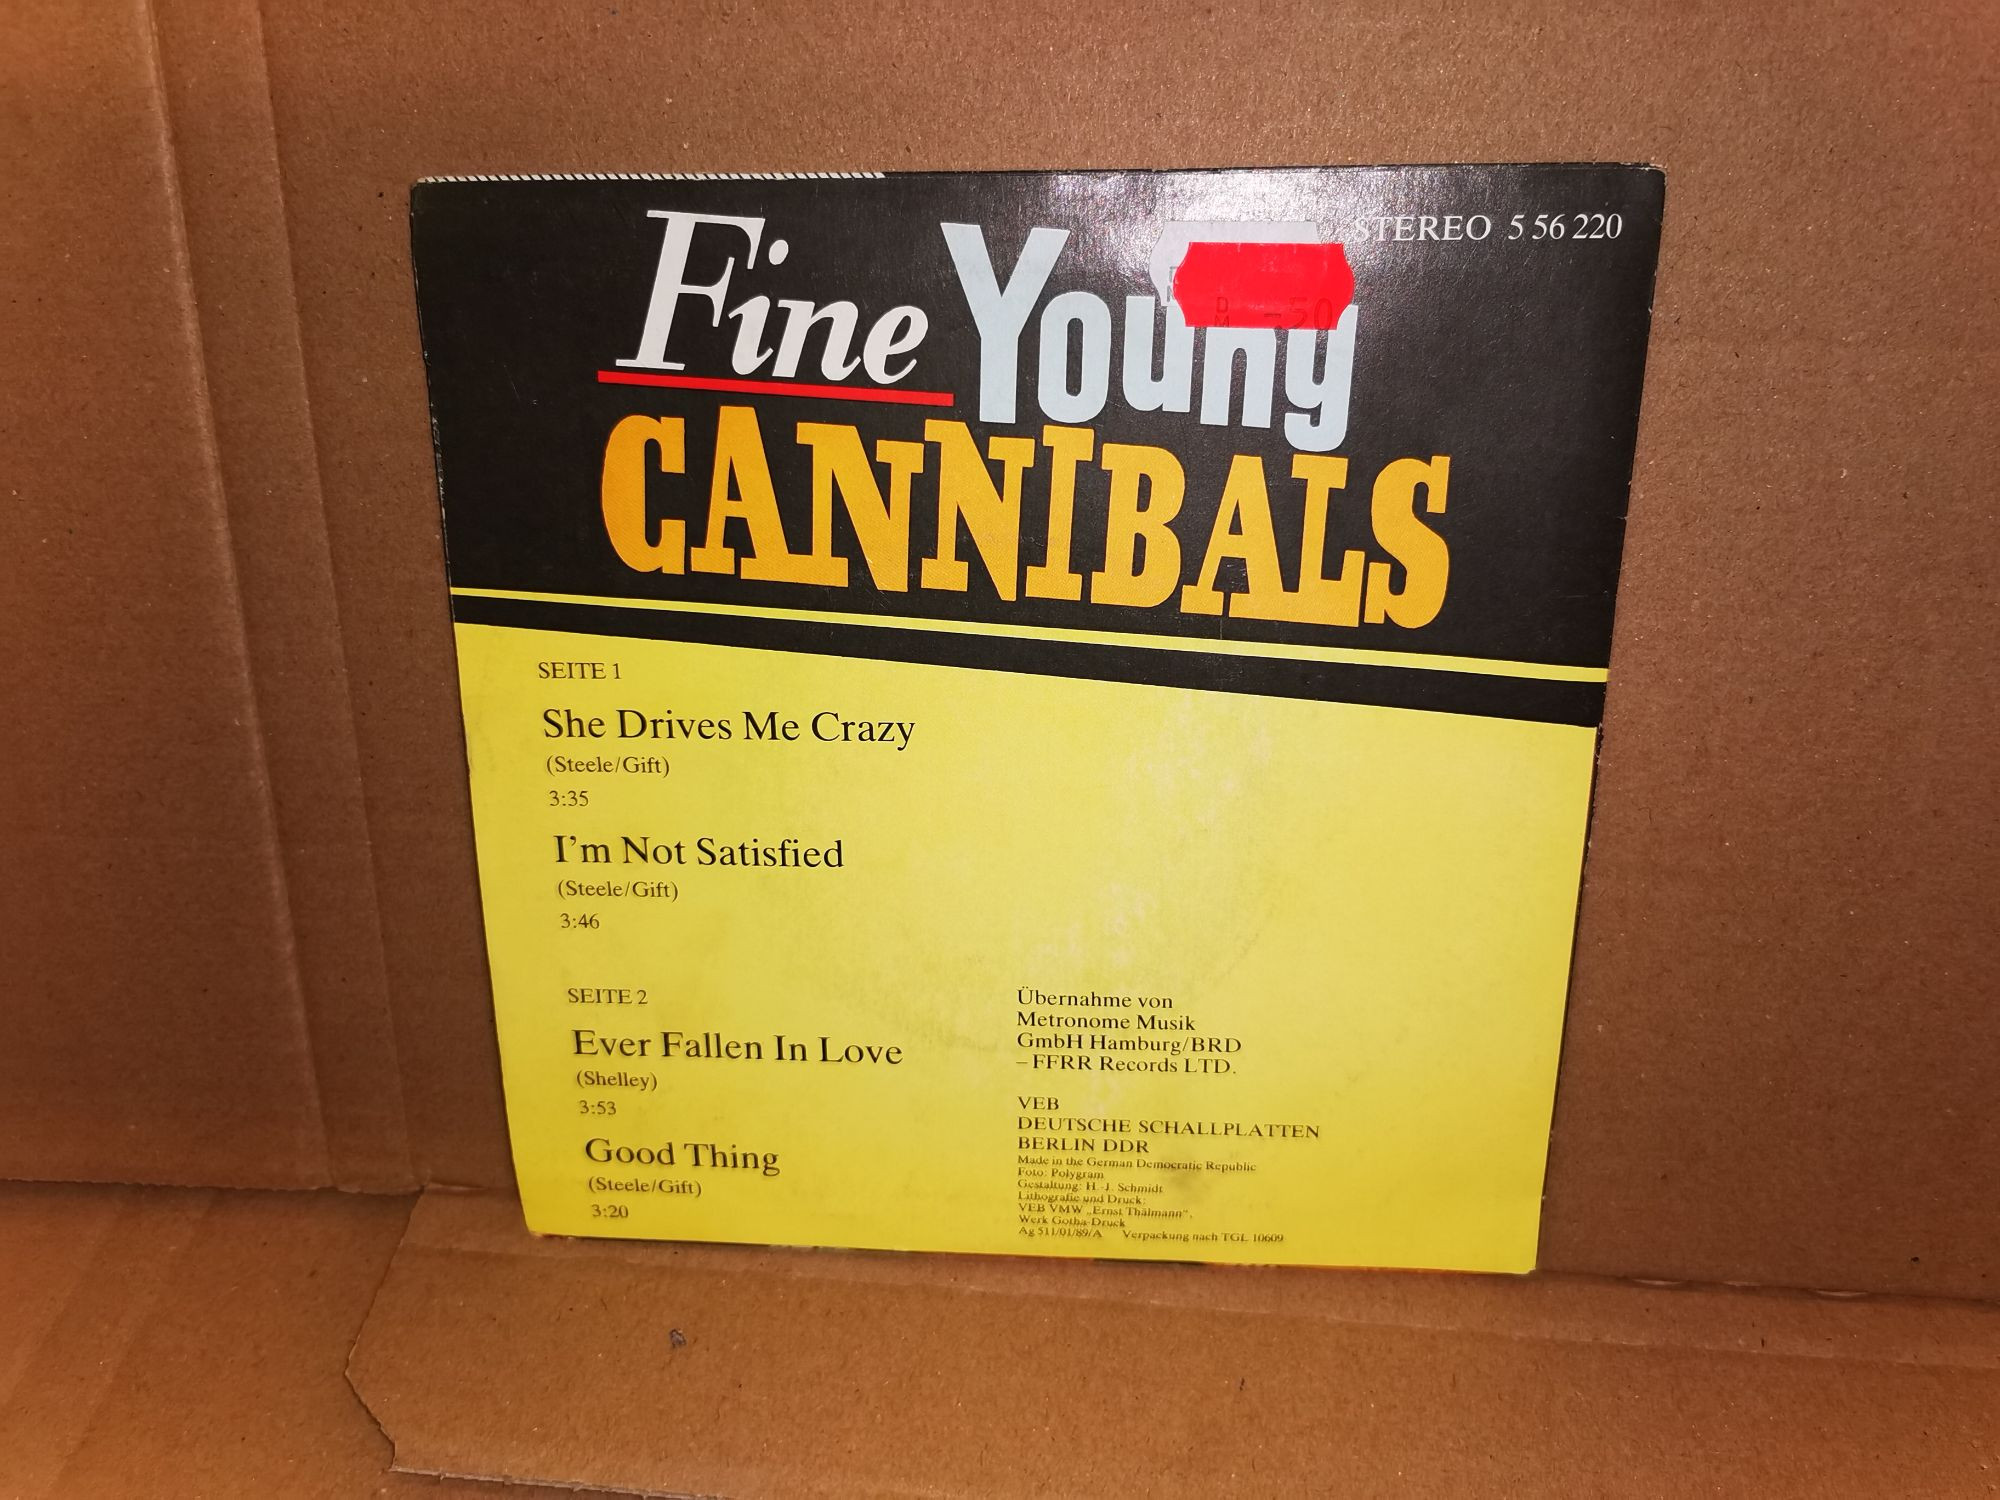 Fine Young
CANNIBALS
STEREO 5 56 220
DM -.50
SEITE 1
She Drives Me Crazy
(Steele/Gift)
3:35
I'm Not Satisfied
(Steele/Gift)
3:46
SEITE 2
Ever Fallen In Love
(Shelley)
3:53
Good Thing
(Steele/Gift)
3:20
Übernahme von
Metronome Musik
GmbH Hamburg/BRD
– FFRR Records LTD.
VEB
DEUTSCHE SCHALLPLATTEN
BERLIN DDR
Made in the German Democratic Republic
Foto: Polygram
Gestaltung: H.-J. Schmidt
Lithografie und Druck:
VEB VMW „Ernst Thälmann“,
Werk Gotha-Druck
Ag 511/01/89/A Verpackung nach TGL 10609